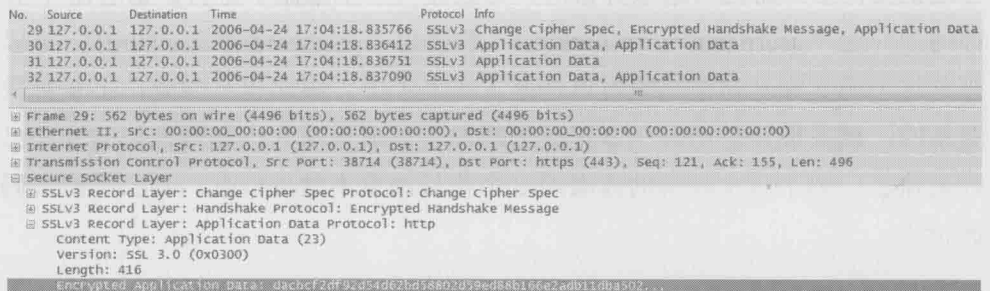 No. Source Destination Time Protocol Info
29 127.0.0.1 127.0.0.1 2006-04-24 17:04:18.835766 SSLv3 Change Cipher Spec, Encrypted Handshake Message, Application Data
30 127.0.0.1 127.0.0.1 2006-04-24 17:04:18.836412 SSLv3 Application Data, Application Data
31 127.0.0.1 127.0.0.1 2006-04-24 17:04:18.836751 SSLv3 Application Data
32 127.0.0.1 127.0.0.1 2006-04-24 17:04:18.837090 SSLv3 Application Data, Application Data
Frame 29: 562 bytes on wire (4496 bits), 562 bytes captured (4496 bits)
Ethernet II, Src: 00:00:00_00:00:00 (00:00:00:00:00:00), Dst: 00:00:00_00:00:00 (00:00:00:00:00:00)
Internet Protocol, Src: 127.0.0.1 (127.0.0.1), Dst: 127.0.0.1 (127.0.0.1)
Transmission Control Protocol, Src Port: 38714 (38714), Dst Port: https (443), Seq: 121, Ack: 155, Len: 496
Secure Socket Layer
SSLv3 Record Layer: Change Cipher Spec Protocol: Change Cipher Spec
SSLv3 Record Layer: Handshake Protocol: Encrypted Handshake Message
SSLv3 Record Layer: Application Data Protocol: http
Content Type: Application Data (23)
Version: SSL 3.0 (0x0300)
Length: 416
Encrypted Application Data: dacbcf2df92d54d62bd58802d59ed88b166e2adb11dba502...